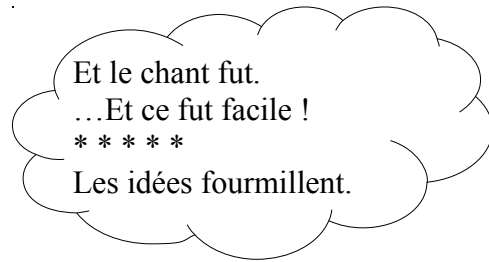 Et le chant fut.
…Et ce fut facile !
* * * * *
Les idées fourmillent.